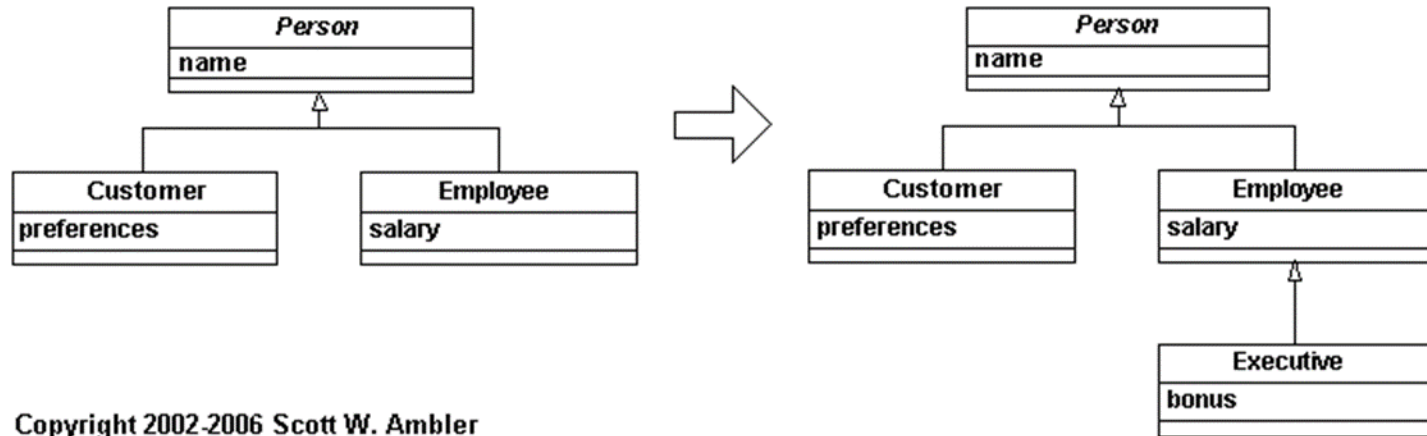 Person
name
Customer
preferences
Employee
salary
Person
name
Customer
preferences
Employee
salary
Executive
bonus
Copyright 2002-2006 Scott W. Ambler